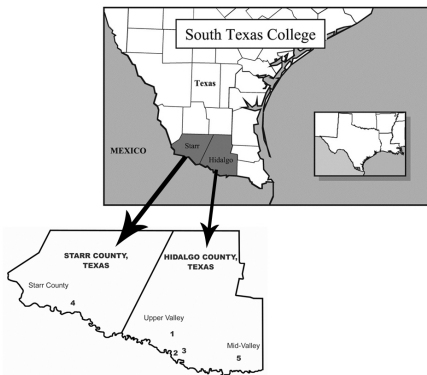 South Texas College
Texas
MEXICO
Starr
Hidalgo
STARR COUNTY,
TEXAS
HIDALGO COUNTY,
TEXAS
Starr County
4
Upper Valley
1
2
3
Mid-Valley
5